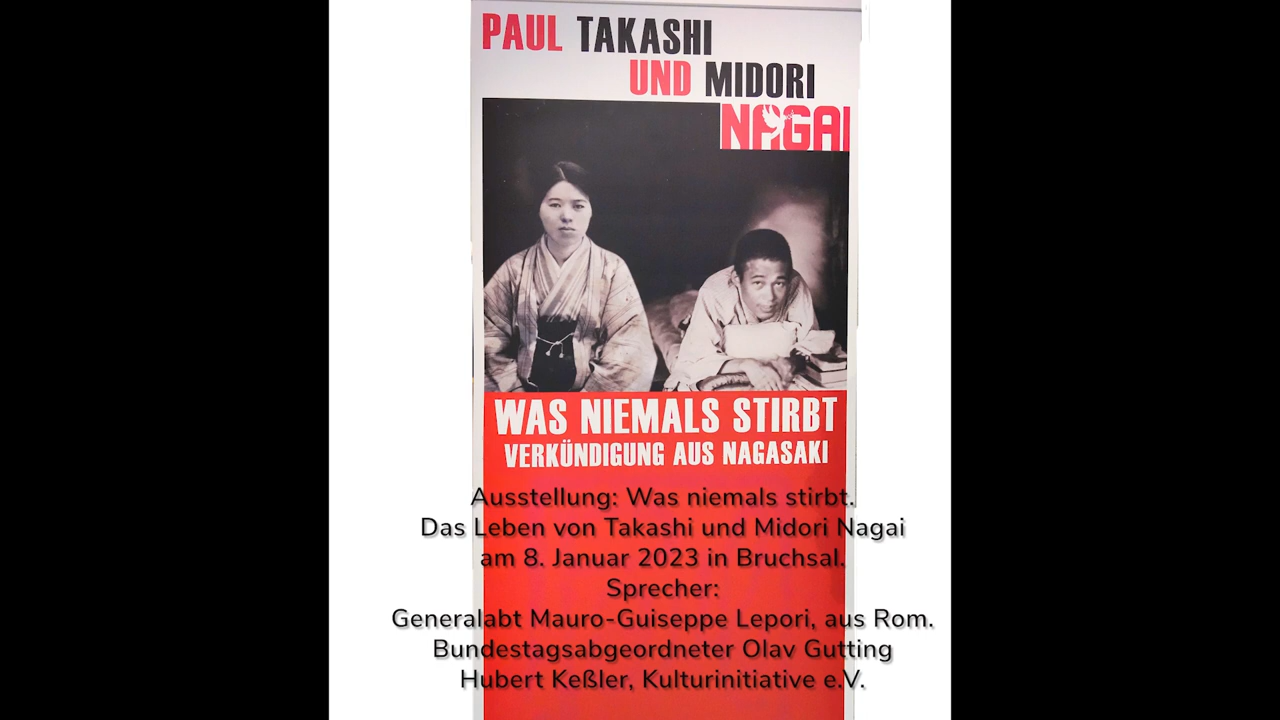 PAUL TAKASHI
UND MIDORI
NAGAI
WAS NIEMALS STIRBT
VERKÜNDIGUNG AUS NAGASAKI
Ausstellung: Was niemals stirbt.
Das Leben von Takashi und Midori Nagai
am 8. Januar 2023 in Bruchsal.
Sprecher:
Generalabt Mauro-Guiseppe Lepori, aus Rom.
Bundestagsabgeordneter Olav Gutting
Hubert Keßler, Kulturinitiative e.V.